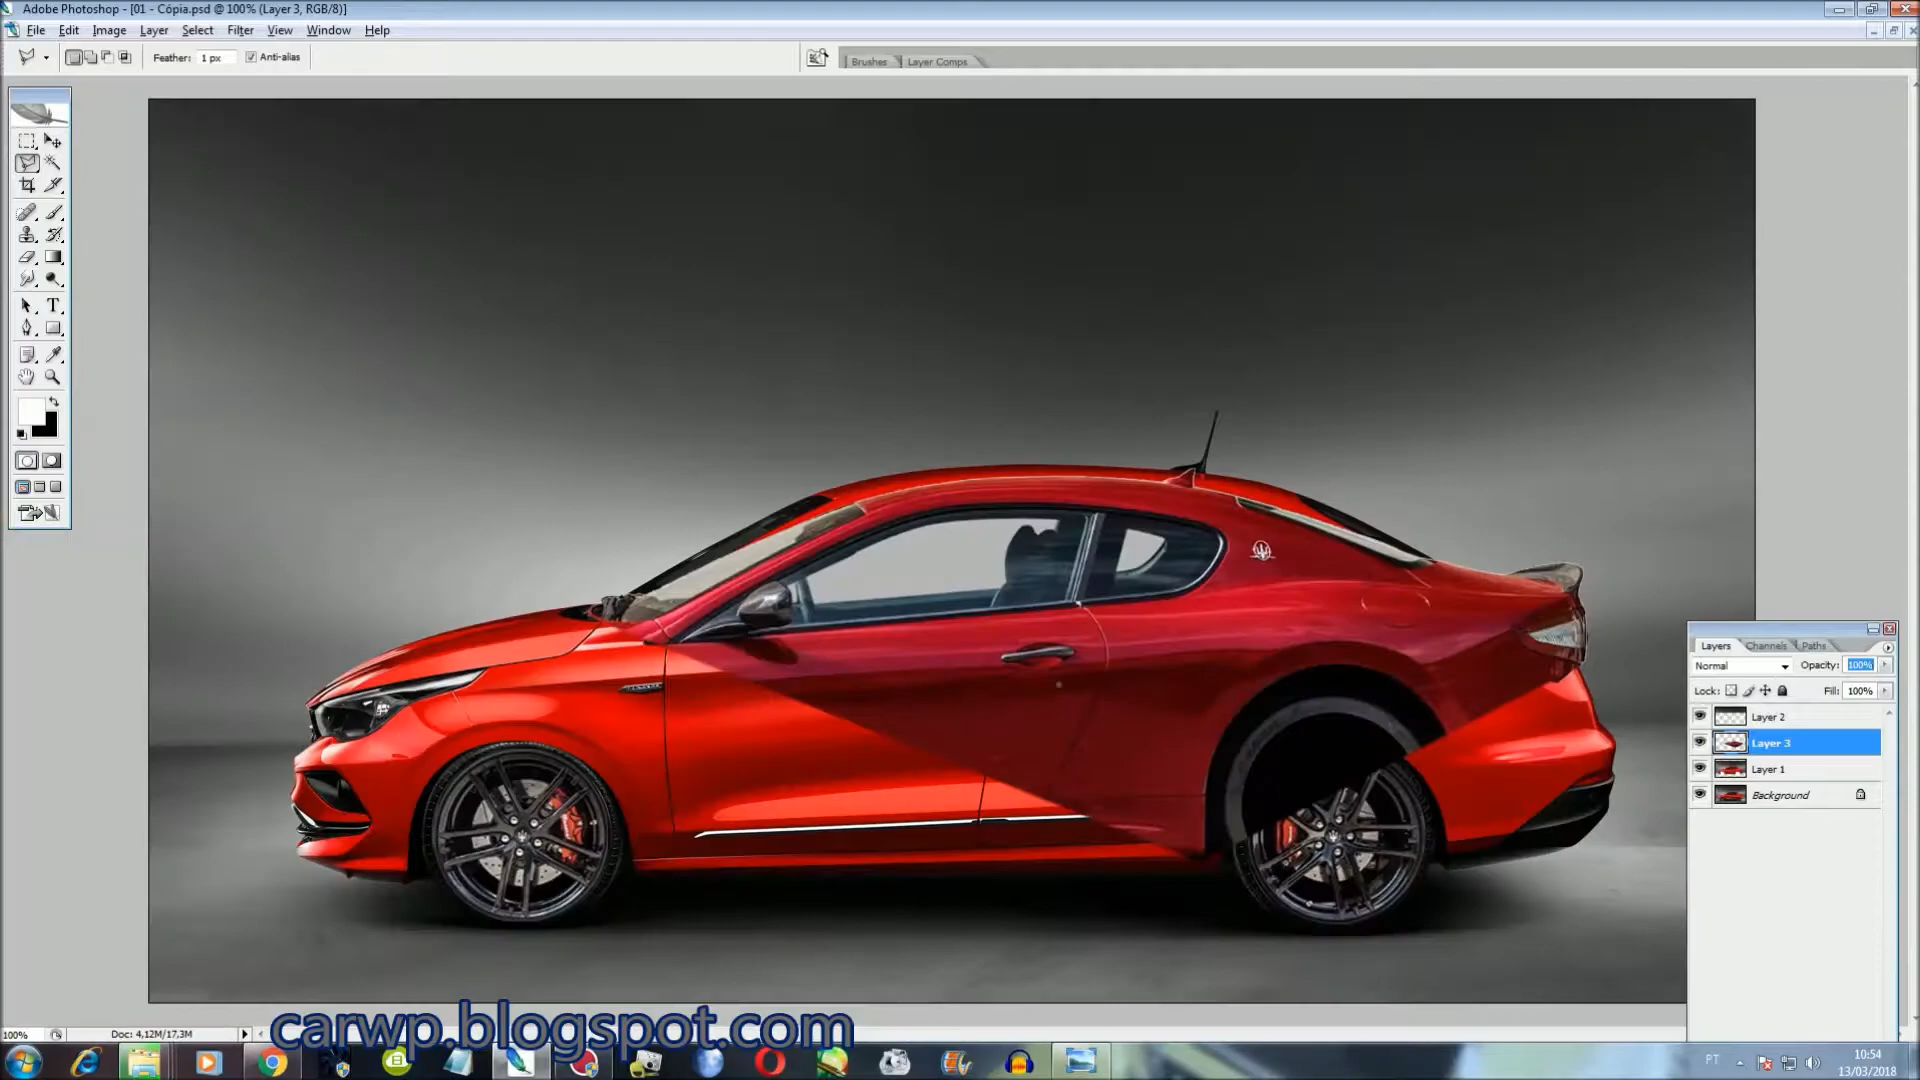 Adobe Photoshop - [01 - Cópia.psd @ 100% (Layer 3, RGB/8)]
File Edit Image Layer Select Filter View Window Help
Feather: 1 px Anti-alias
Brushes Layer Comps
T
Layers Channels Paths
Normal Opacity: 100%
Lock: Fill: 100%
Layer 2
Layer 3
Layer 1
Background
100% Doc: 4,12M/17,3M
carwp.blogspot.com
PT 10:54
13/03/2018